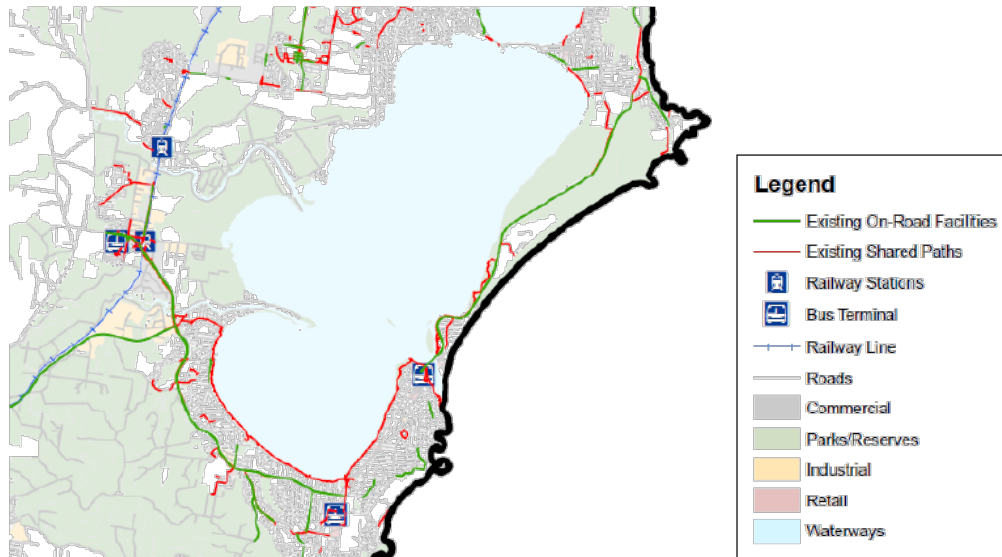 Legend
Existing On-Road Facilities
Existing Shared Paths
Railway Stations
Bus Terminal
Railway Line
Roads
Commercial
Parks/Reserves
Industrial
Retail
Waterways